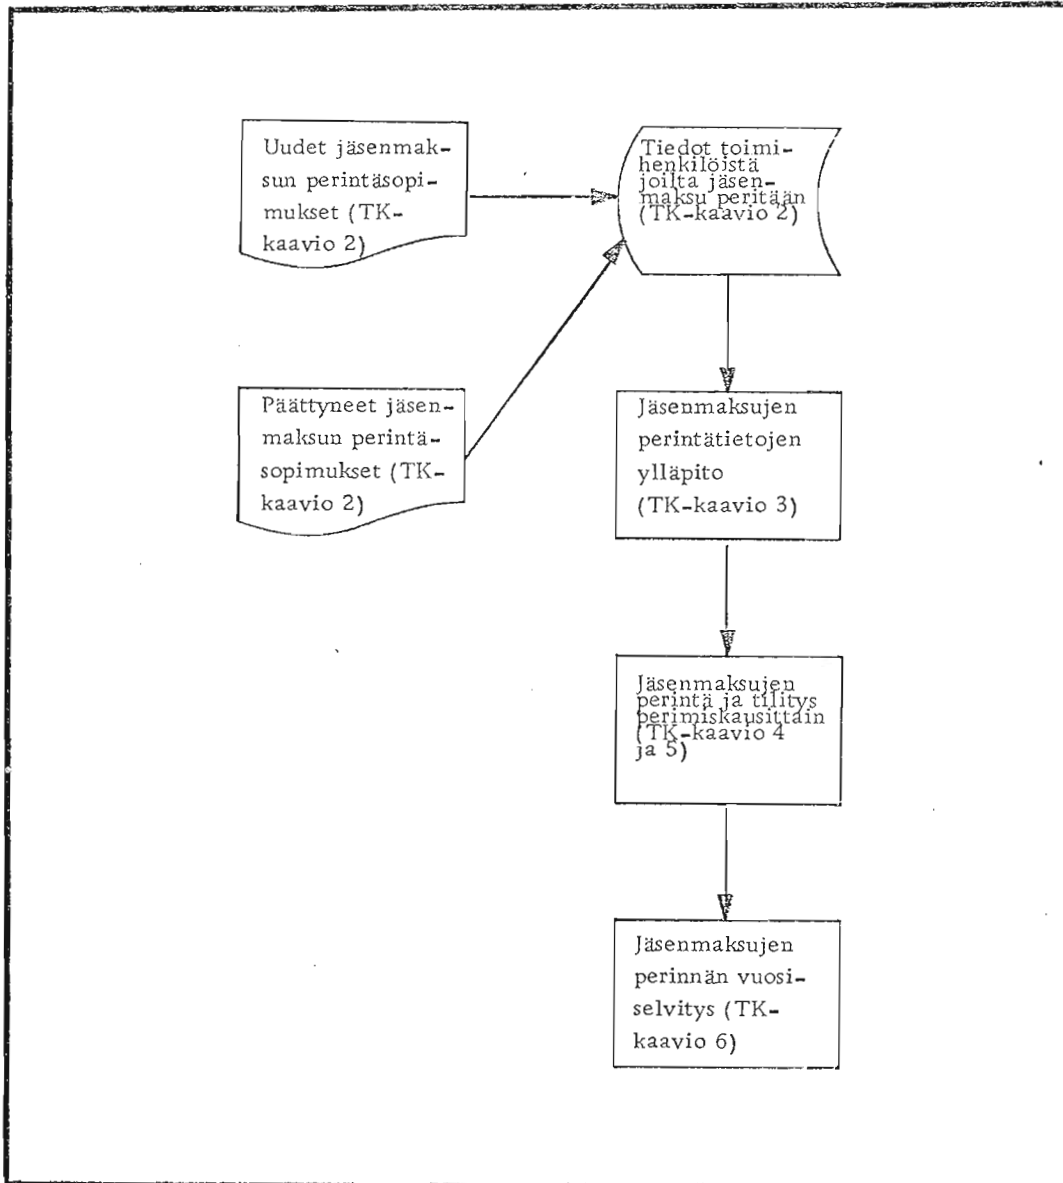 Uudet jäsenmak-
sun perintäsopi-
mukset (TK-
kaavio 2)
Tiedot toimi-
henkilöistä
joilta jäsen-
maksu peritään
(TK-kaavio 2)
Päättyneet jäsen-
maksun perintä-
sopimukset (TK-
kaavio 2)
Jäsenmaksujen
perintätietojen
ylläpito
(TK-kaavio 3)
Jäsenmaksujen
perintä ja tilitys
perimiskausittain
(TK-kaavio 4
ja 5)
Jäsenmaksujen
perinnän vuosi-
selvitys (TK-
kaavio 6)